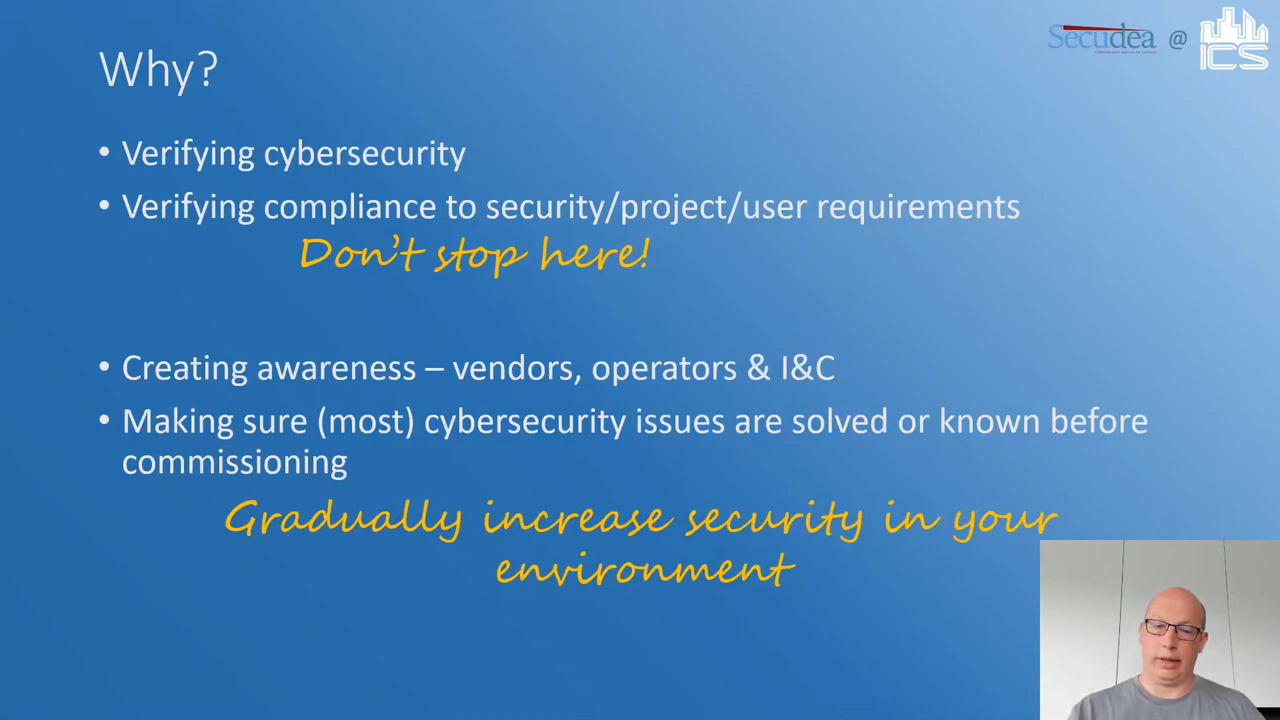 Secudea @ ICS
Why?
• Verifying cybersecurity
• Verifying compliance to security/project/user requirements
Don't stop here!
• Creating awareness – vendors, operators & I&C
• Making sure (most) cybersecurity issues are solved or known before
commissioning
Gradually increase security in your
environment